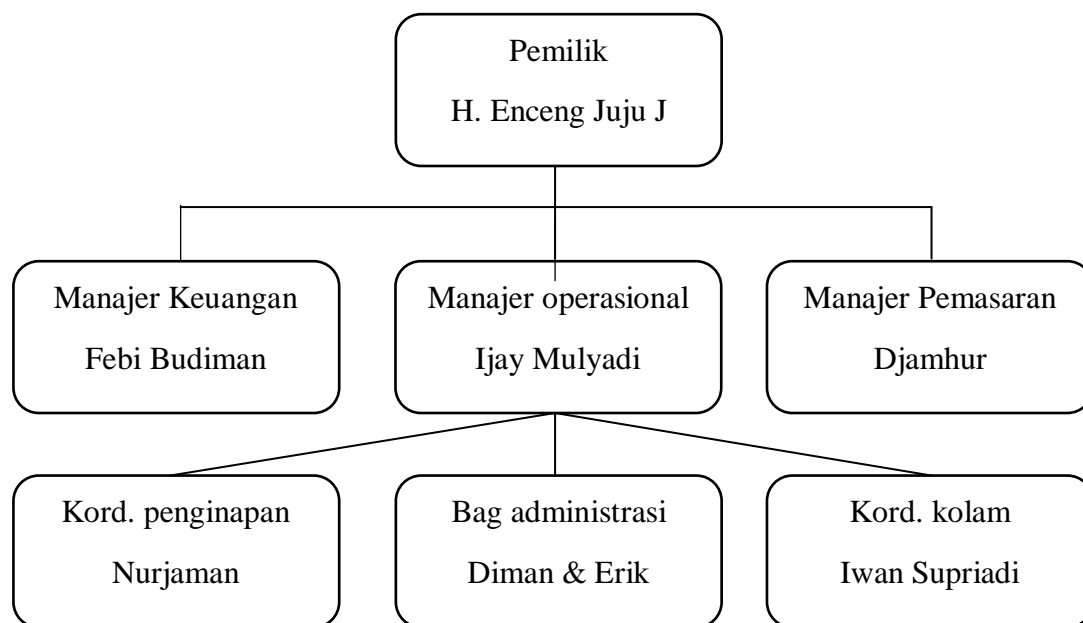 Pemilik
H. Enceng Juju J
Manajer Keuangan
Febi Budiman
Manajer operasional
Ijay Mulyadi
Manajer Pemasaran
Djamhur
Kord. penginapan
Nurjaman
Bag administrasi
Diman & Erik
Kord. kolam
Iwan Supriadi